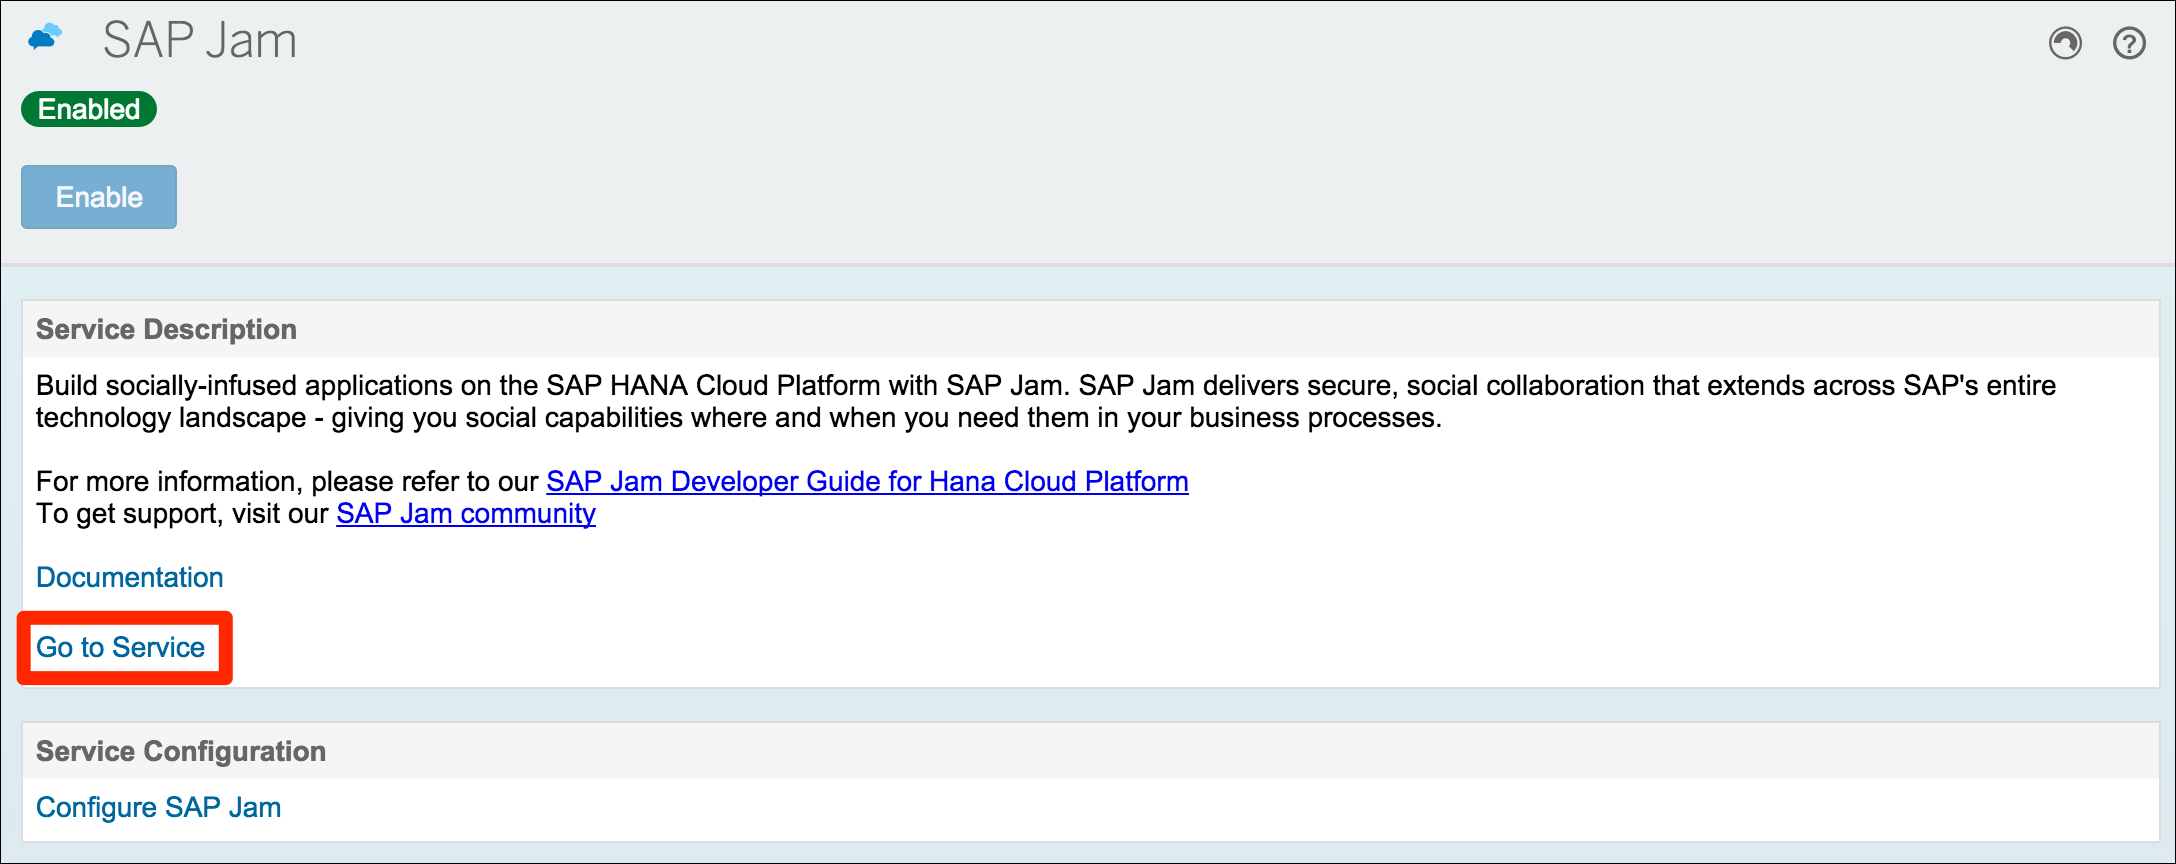 SAP Jam
Enabled
Enable
Service Description
Build socially-infused applications on the SAP HANA Cloud Platform with SAP Jam. SAP Jam delivers secure, social collaboration that extends across SAP's entire
technology landscape - giving you social capabilities where and when you need them in your business processes.
For more information, please refer to our SAP Jam Developer Guide for Hana Cloud Platform
To get support, visit our SAP Jam community
Documentation
Go to Service
Service Configuration
Configure SAP Jam